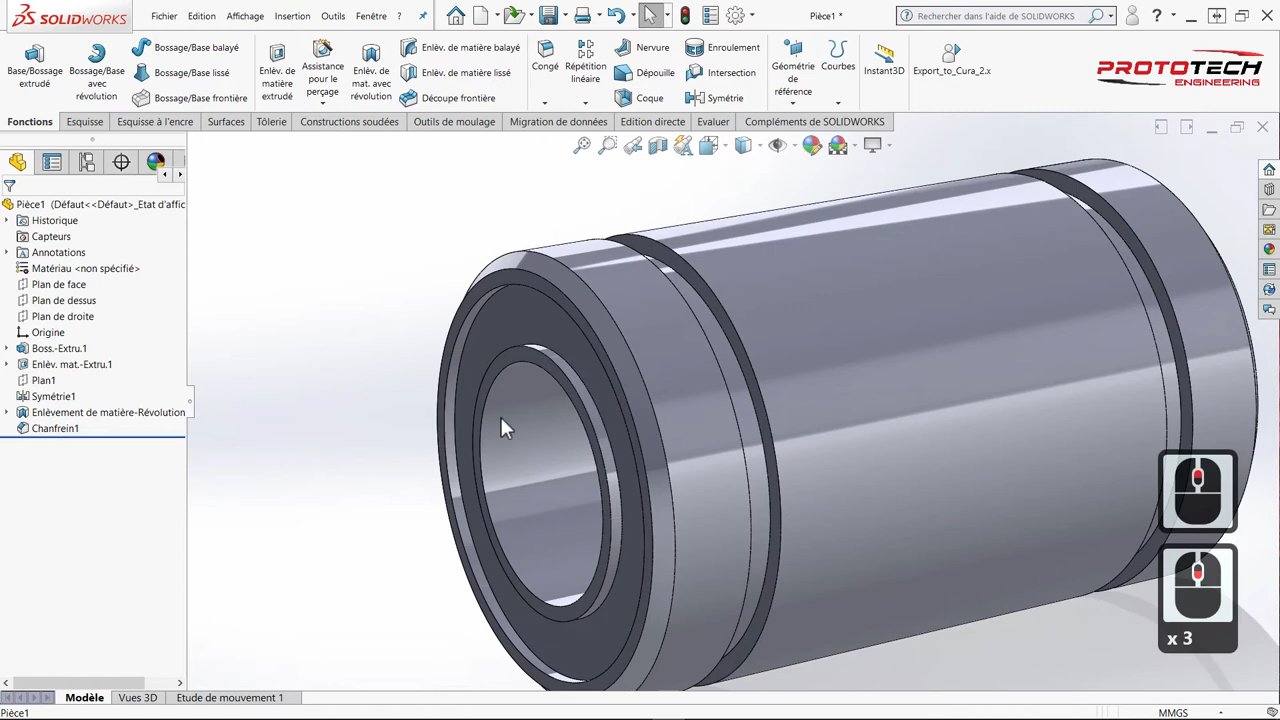 SOLIDWORKS
Fichier Edition Affichage Insertion Outils Fenêtre ?
Pièce1 *
Rechercher dans l'aide de SOLIDWORKS
Base/Bossage extrudé
Bossage/Base avec révolution
Bossage/Base balayé
Bossage/Base lissé
Bossage/Base frontière
Enlèv. de matière extrudé
Assistance pour le perçage
Enlèv. de mat. avec révolution
Enlèv. de matière balayé
Enlèv. de matière lissé
Découpe frontière
Congé
Répétition linéaire
Nervure
Dépouille
Coque
Enroulement
Intersection
Symétrie
Géométrie de référence
Courbes
Instant3D
Export_to_Cura_2.x
PROTOTECH
ENGINEERING
Fonctions Esquisse Esquisse à l'encre Surfaces Tôlerie Constructions soudées Outils de moulage Migration de données Edition directe Evaluer Compléments de SOLIDWORKS
Pièce1 (Défaut<<Défaut>_Etat d'affic
Historique
Capteurs
Annotations
Matériau <non spécifié>
Plan de face
Plan de dessus
Plan de droite
Origine
Boss.-Extru.1
Enlèv. mat.-Extru.1
Plan1
Symétrie1
Enlèvement de matière-Révolution
Chanfrein1
x 3
Modèle Vues 3D Etude de mouvement 1
Pièce1
MMGS